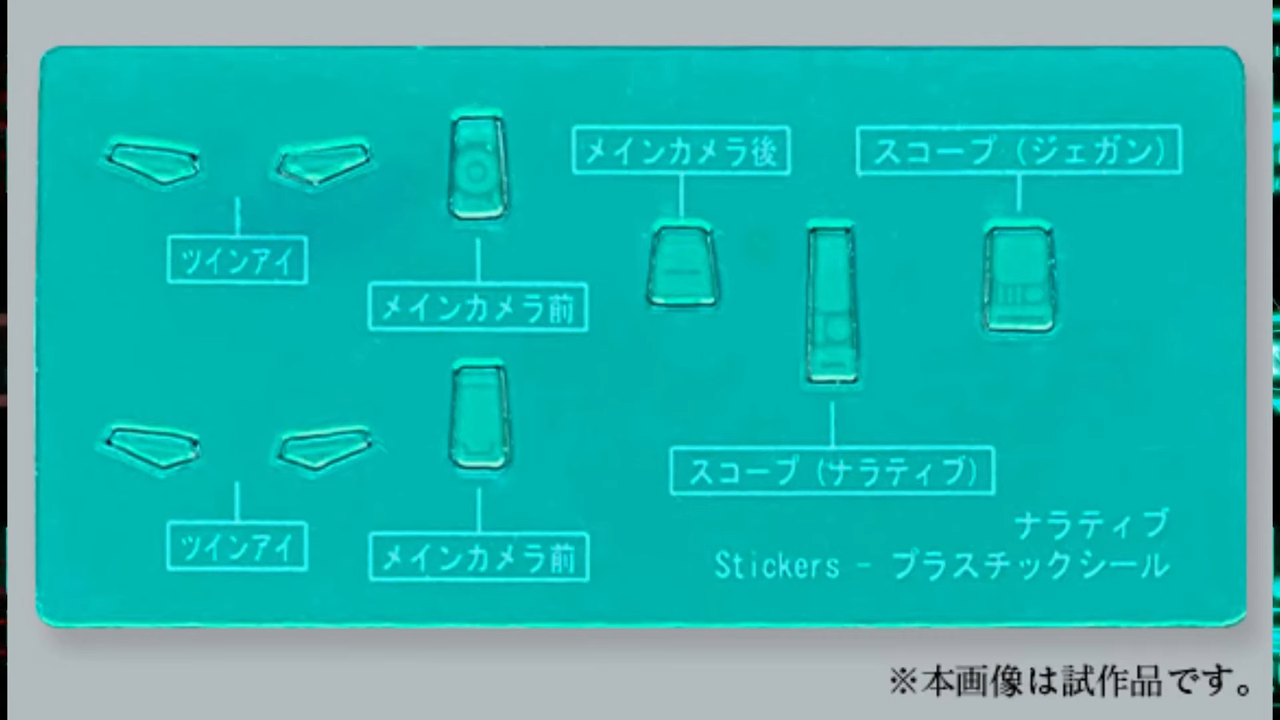 メインカメラ後
スコープ（ジェガン）
ツインアイ
メインカメラ前
スコープ（ナラティブ）
ツインアイ
メインカメラ前
ナラティブ
Stickers - プラスチックシール
※本画像は試作品です。